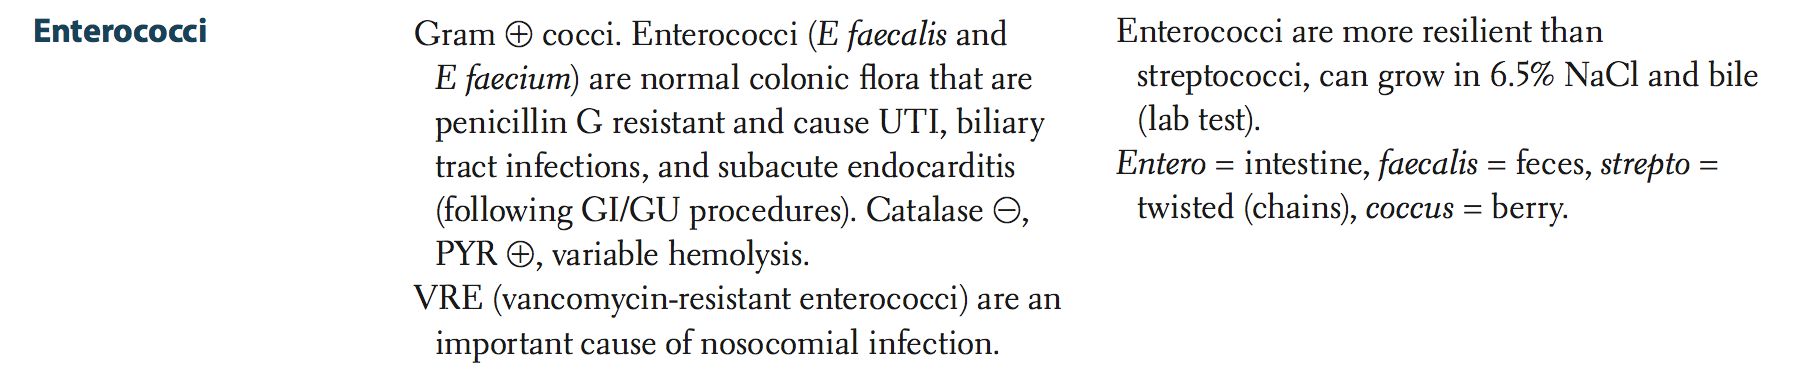 Enterococci
Gram ⊕ cocci. Enterococci (E faecalis and
E faecium) are normal colonic flora that are
penicillin G resistant and cause UTI, biliary
tract infections, and subacute endocarditis
(following GI/GU procedures). Catalase ⊖,
PYR ⊕, variable hemolysis.
VRE (vancomycin-resistant enterococci) are an
important cause of nosocomial infection.
Enterococci are more resilient than
streptococci, can grow in 6.5% NaCl and bile
(lab test).
Entero = intestine, faecalis = feces, strepto =
twisted (chains), coccus = berry.